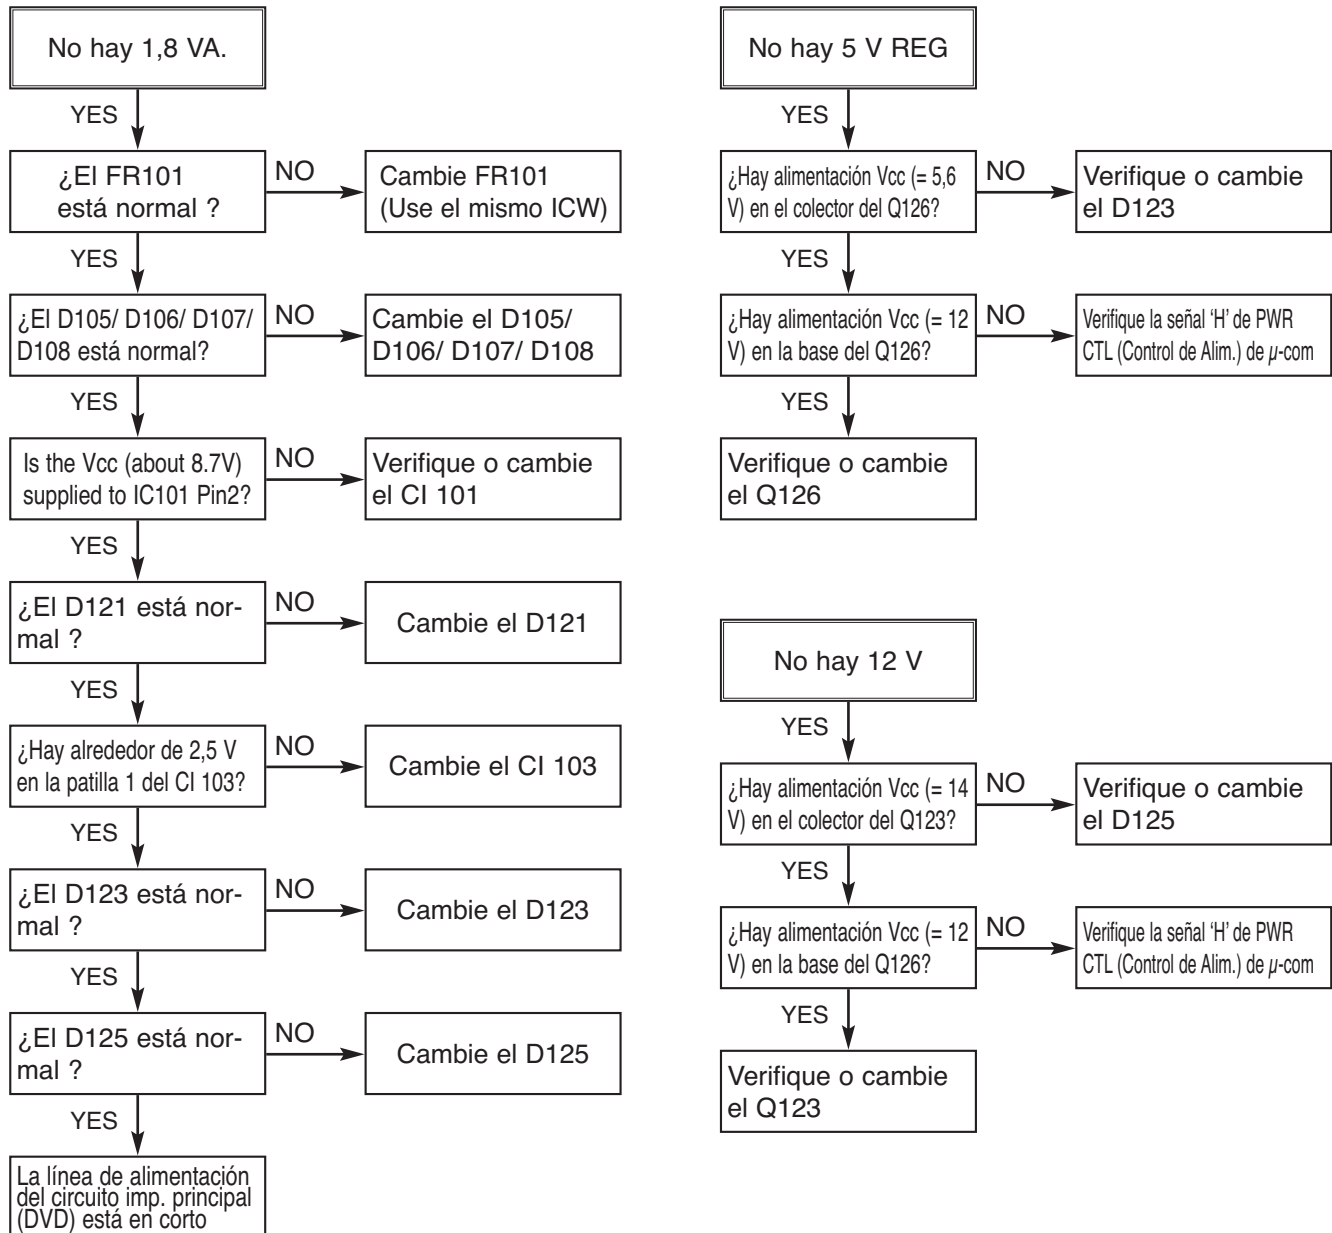 No hay 1,8 VA.
YES
¿El FR101
está normal ?
NO
Cambie FR101
(Use el mismo ICW)
YES
¿El D105/ D106/ D107/
D108 está normal?
NO
Cambie el D105/
D106/ D107/ D108
YES
Is the Vcc (about 8.7V)
supplied to IC101 Pin2?
NO
Verifique o cambie
el CI 101
YES
¿El D121 está nor-
mal ?
NO
Cambie el D121
YES
¿Hay alrededor de 2,5 V
en la patilla 1 del CI 103?
NO
Cambie el CI 103
YES
¿El D123 está nor-
mal ?
NO
Cambie el D123
YES
¿El D125 está nor-
mal ?
NO
Cambie el D125
YES
La línea de alimentación
del circuito imp. principal
(DVD) está en corto
No hay 5 V REG
YES
¿Hay alimentación Vcc (= 5,6
V) en el colector del Q126?
NO
Verifique o cambie
el D123
YES
¿Hay alimentación Vcc (= 12
V) en la base del Q126?
NO
Verifique la señal ‘H’ de PWR
CTL (Control de Alim.) de µ-com
YES
Verifique o cambie
el Q126
No hay 12 V
YES
¿Hay alimentación Vcc (= 14
V) en el colector del Q123?
NO
Verifique o cambie
el D125
YES
¿Hay alimentación Vcc (= 12
V) en la base del Q126?
NO
Verifique la señal ‘H’ de PWR
CTL (Control de Alim.) de µ-com
YES
Verifique o cambie
el Q123